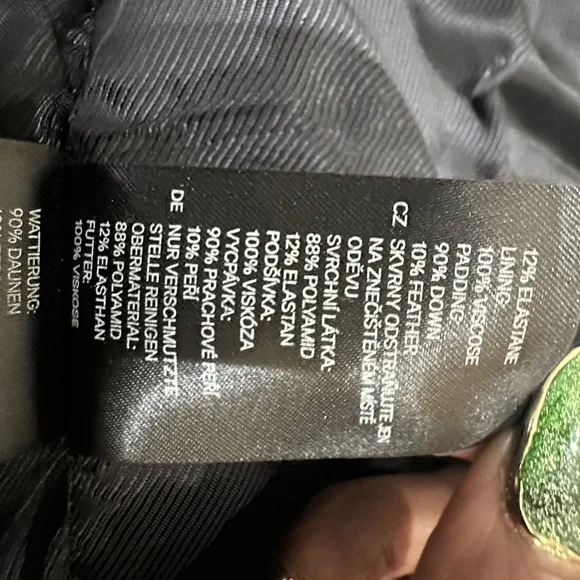 12% ELASTANE
LINING:
100% VISCOSE
PADDING:
90% DOWN
10% FEATHER
CZ SKVRNY ODSTRAŇUJTE JEN
NA ZNEČIŠTĚNÉM MÍSTĚ
ODĚVU
SVRCHNÍ LÁTKA:
88% POLYAMID
12% ELASTAN
PODŠÍVKA:
100% VISKÓZA
VYCPÁVKA:
90% PRACHOVÉ PEŘÍ
10% PEŘÍ
DE NUR VERSCHMUTZTE
STELLE REINIGEN
OBERMATERIAL:
88% POLYAMID
12% ELASTHAN
FUTTER:
100% VISKOSE
WATTIERUNG:
90% DAUNEN